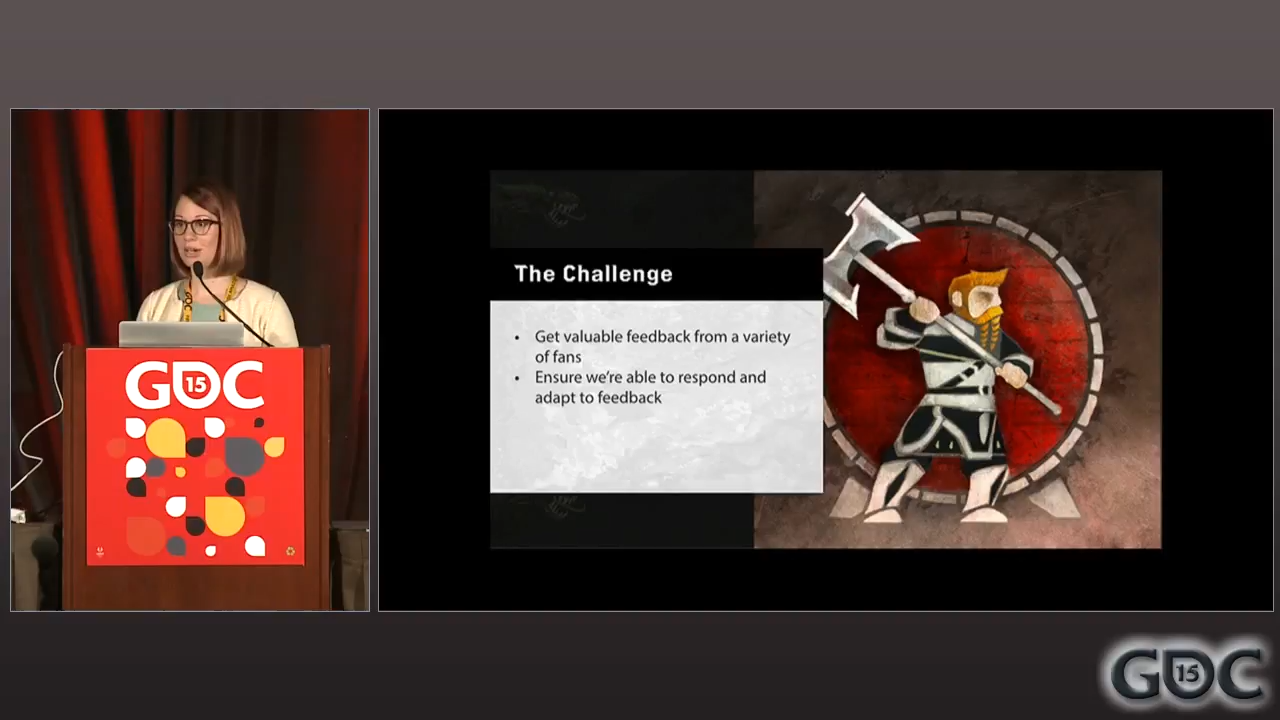 GDC
15
The Challenge
• Get valuable feedback from a variety
of fans
• Ensure we're able to respond and
adapt to feedback
GDC
15